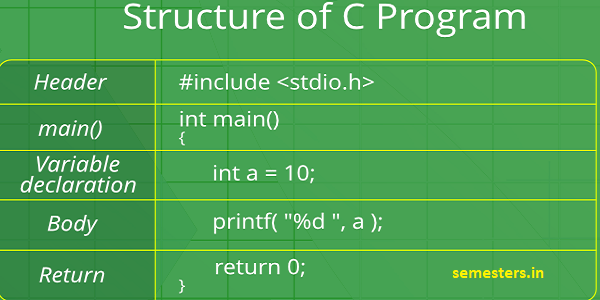 Structure of C Program
Header
#include <stdio.h>
main()
int main()
{
Variable
declaration
int a = 10;
Body
printf( "%d ", a );
Return
return 0;
}
semesters.in